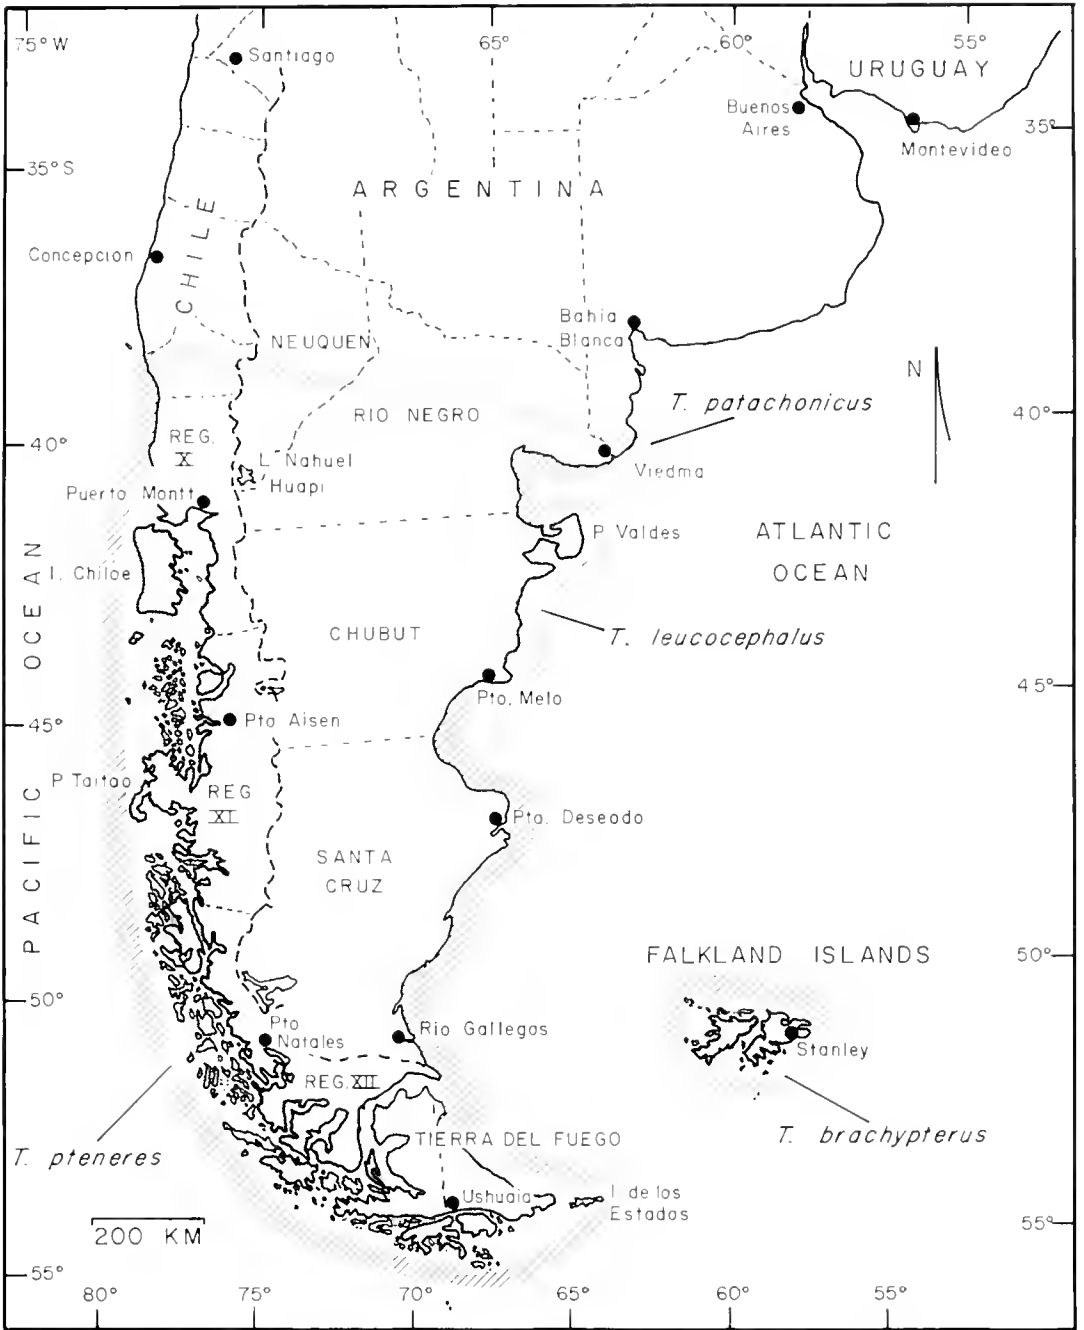 75° W
65°
60°
55°
Santiago
URUGUAY
Buenos
Aires
35°
Montevideo
35° S
ARGENTINA
CHILE
Concepcion
Bahia
Blanca
NEUQUEN
N
T. patachonicus
RIO NEGRO
40°
REG.
X
40°
L. Nahuel
Huapi
Viedma
Puerto Montt
P. Valdes
ATLANTIC
OCEAN
I. Chiloe
CHUBUT
T. leucocephalus
PACIFIC OCEAN
Pto. Melo
45°
Pto Aisen
45°
P Taitao
REG
XI
Pto. Deseado
SANTA
CRUZ
FALKLAND ISLANDS
50°
50°
Pto
Natales
Rio Gallegos
Stanley
REG. XII
T. pteneres
TIERRA DEL FUEGO
T. brachypterus
Ushuaia
I. de los
Estados
200 KM
55°
55°
80°
75°
70°
65°
60°
55°